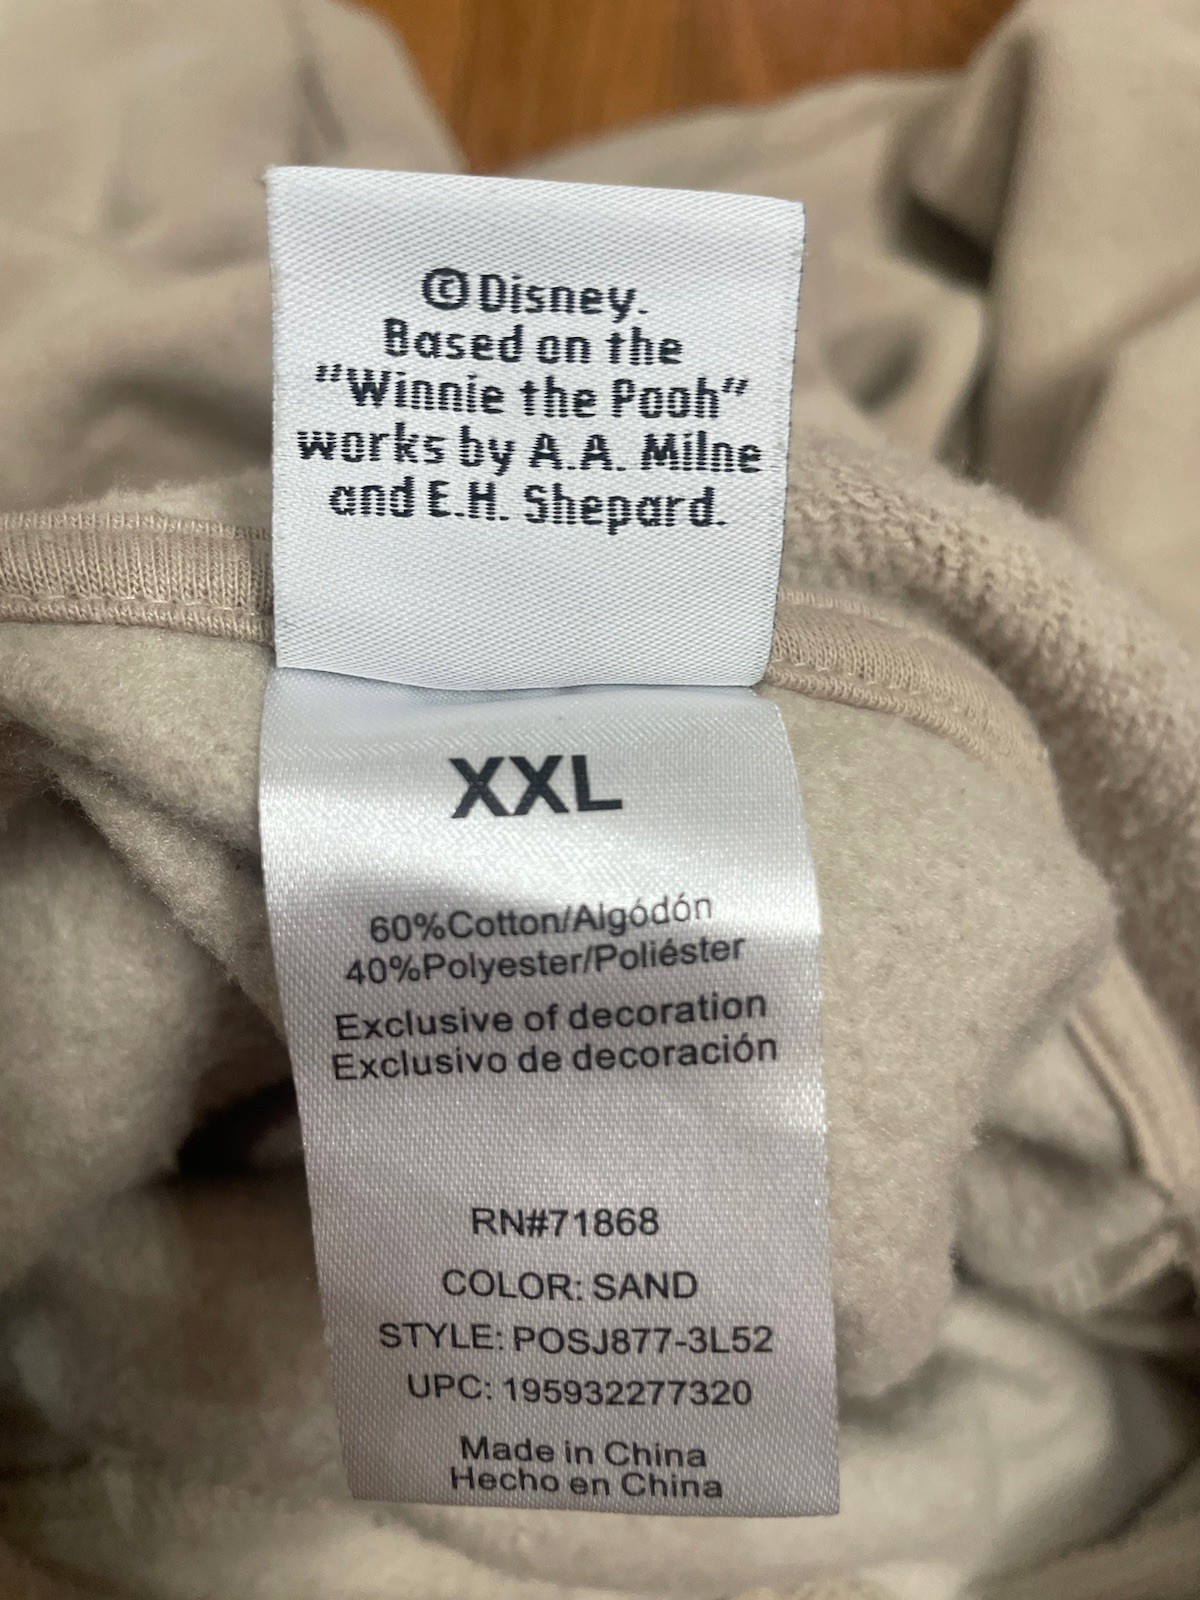 ©Disney.
Based on the
"Winnie the Pooh"
works by A.A. Milne
and E.H. Shepard.
XXL
60%Cotton/Algódón
40%Polyester/Poliéster
Exclusive of decoration
Exclusivo de decoración
RN#71868
COLOR: SAND
STYLE: POSJ877-3L52
UPC: 195932277320
Made in China
Hecho en China